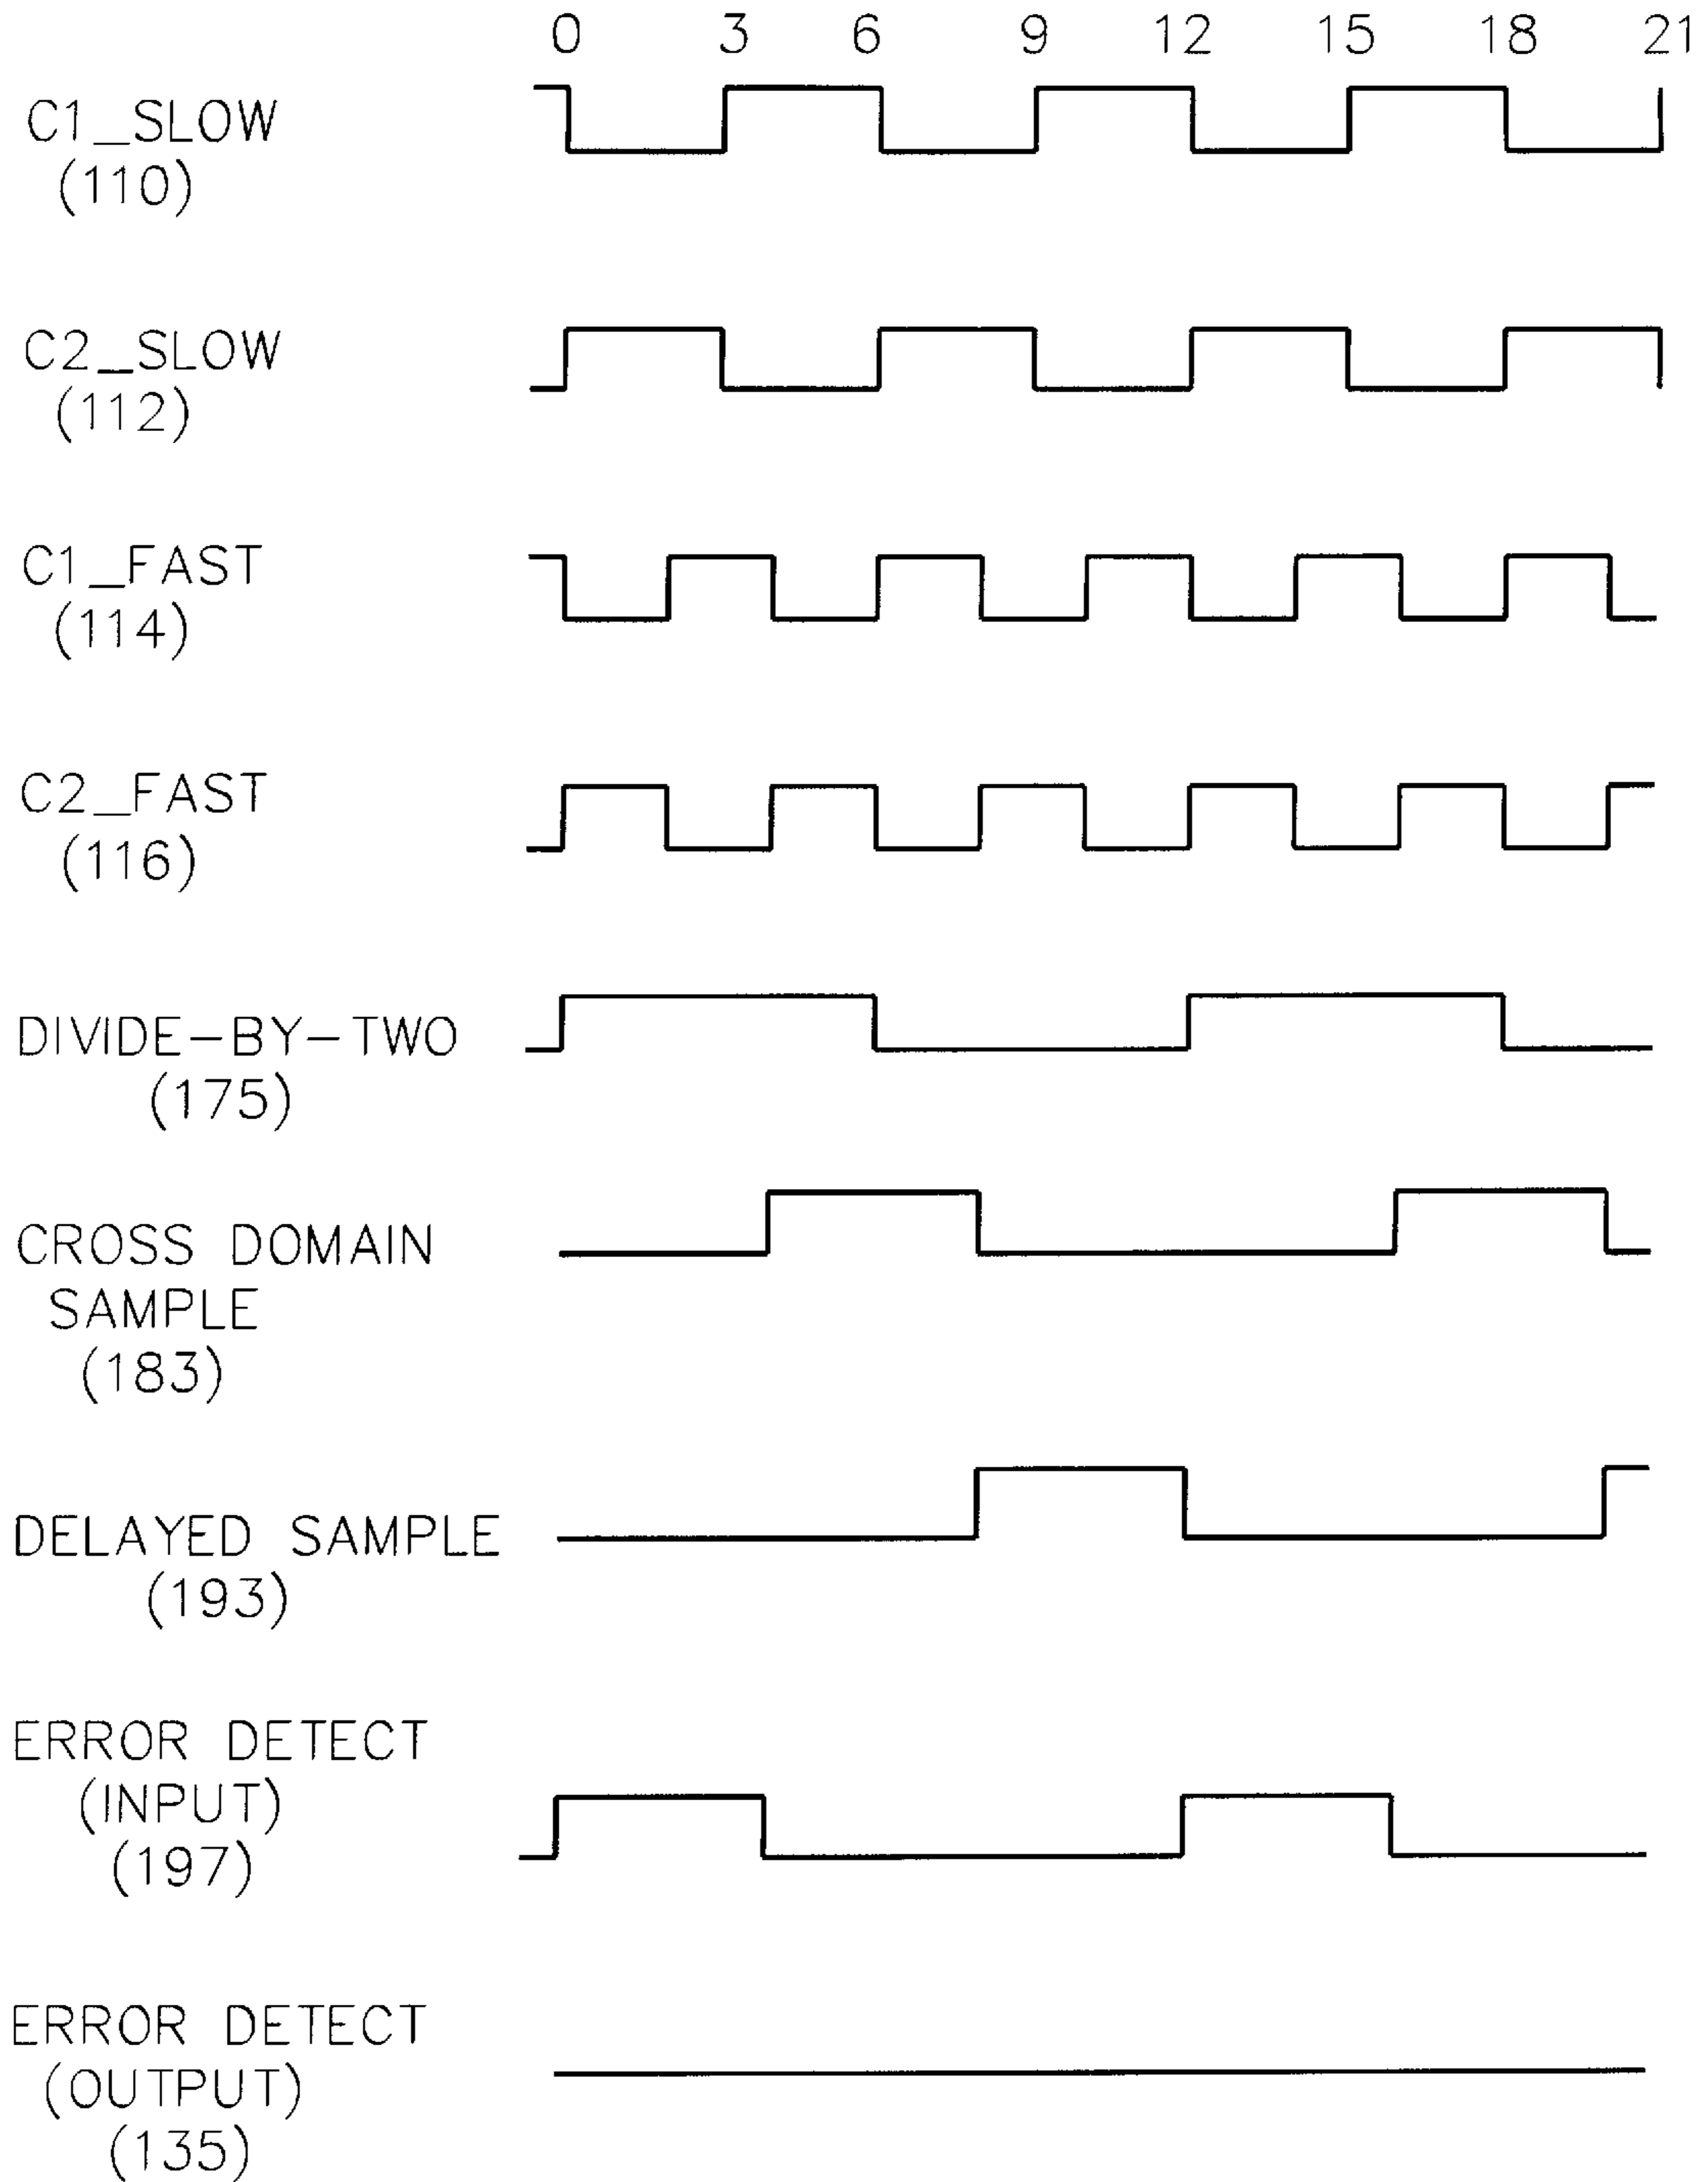 0 3 6 9 12 15 18 21
C1_SLOW
(110)
C2_SLOW
(112)
C1_FAST
(114)
C2_FAST
(116)
DIVIDE-BY-TWO
(175)
CROSS DOMAIN
SAMPLE
(183)
DELAYED SAMPLE
(193)
ERROR DETECT
(INPUT)
(197)
ERROR DETECT
(OUTPUT)
(135)